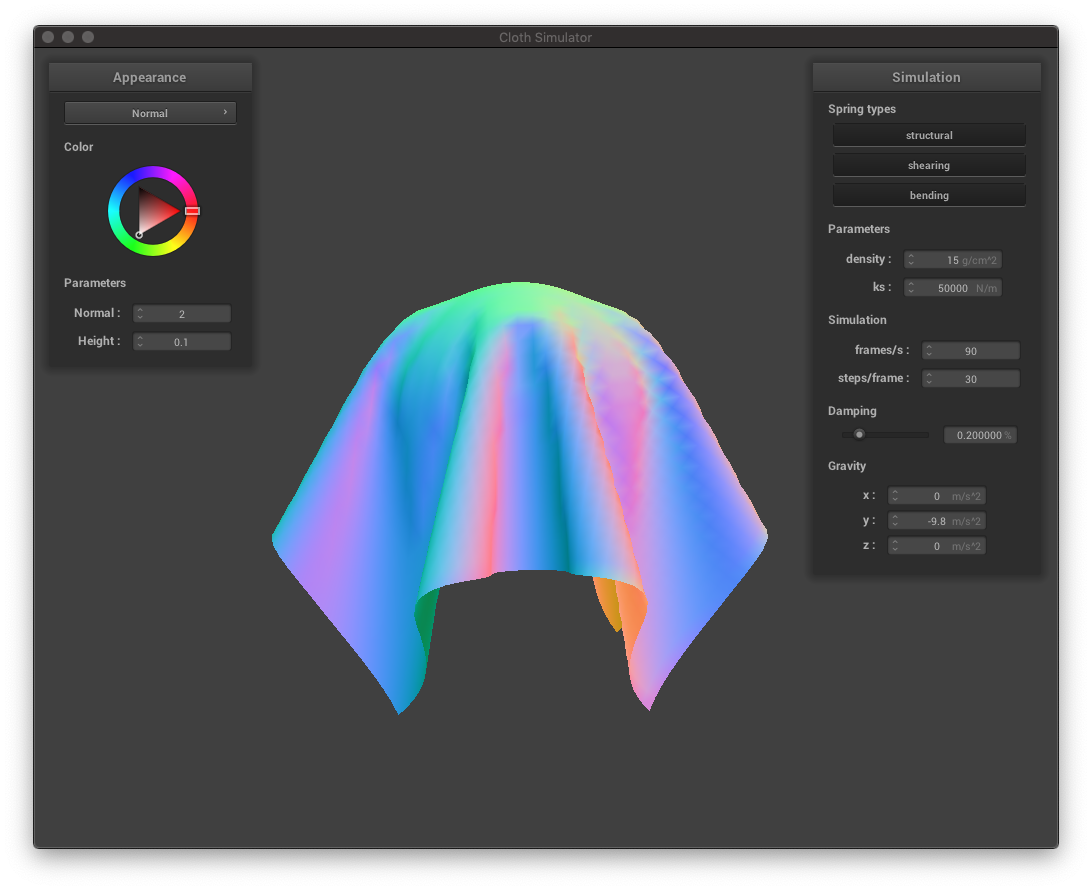 Cloth Simulator
Appearance
Normal ›
Color
Parameters
Normal : 2
Height : 0.1
Simulation
Spring types
structural
shearing
bending
Parameters
density : 15 g/cm^2
ks : 50000 N/m
Simulation
frames/s : 90
steps/frame : 30
Damping
0.200000 %
Gravity
x : 0 m/s^2
y : -9.8 m/s^2
z : 0 m/s^2